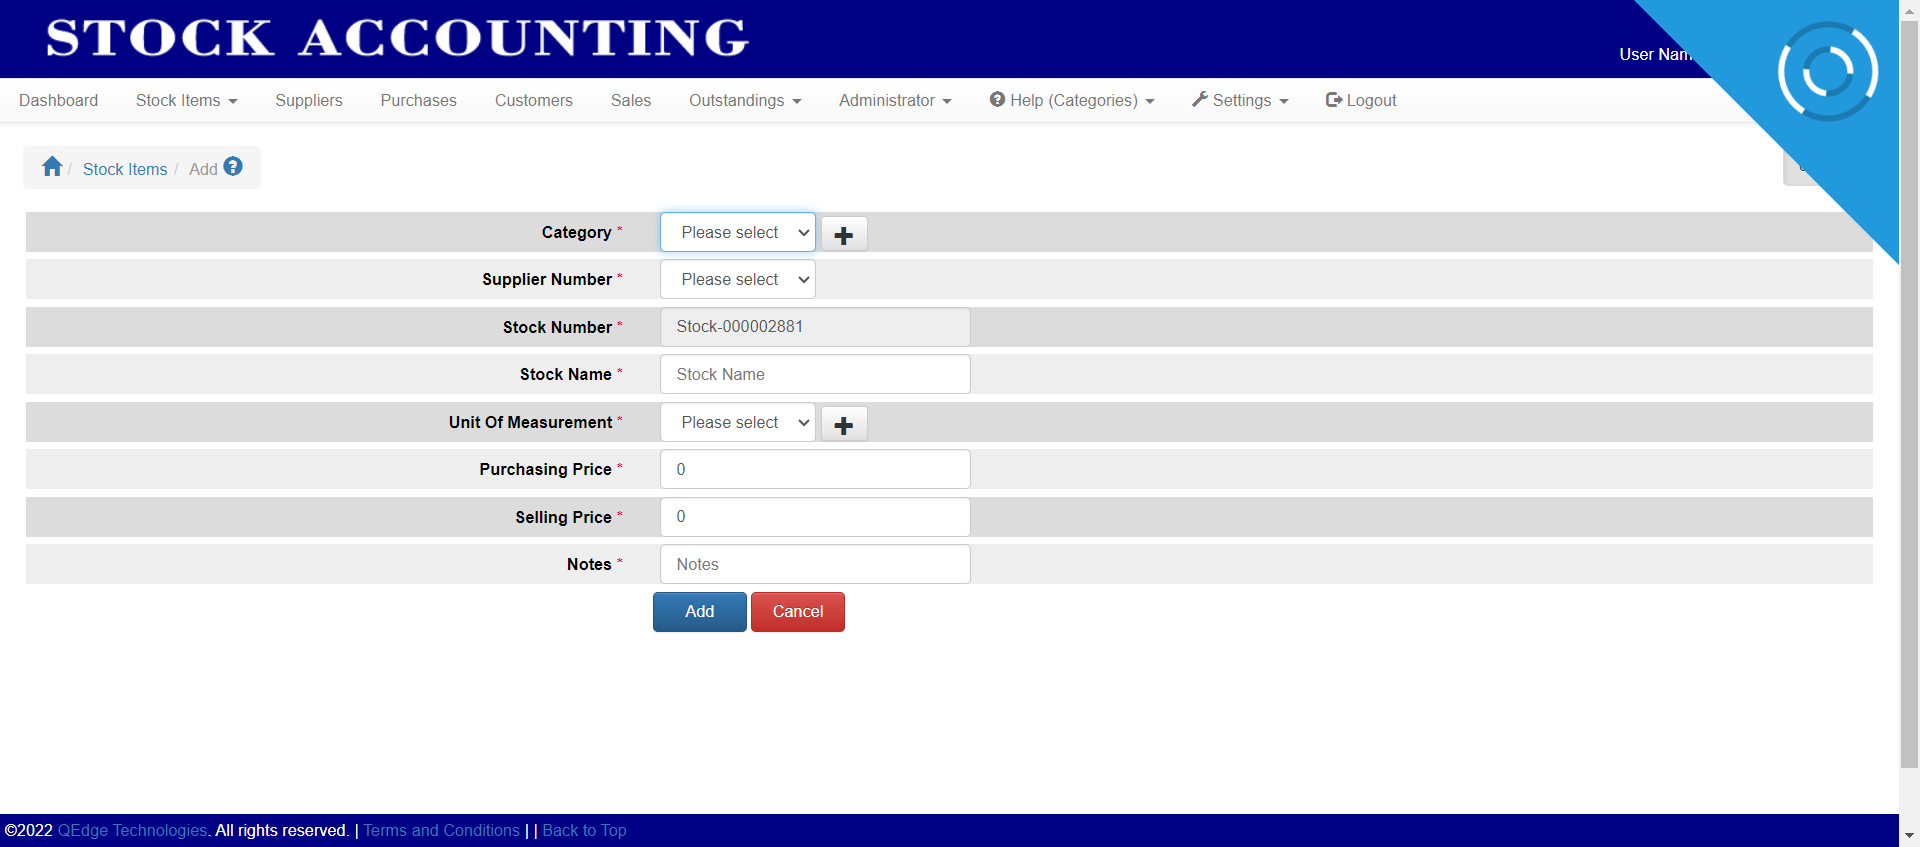 STOCK ACCOUNTING
User Nam
Dashboard Stock Items Suppliers Purchases Customers Sales Outstandings Administrator Help (Categories) Settings Logout
/ Stock Items / Add
Category * Please select
Supplier Number * Please select
Stock Number * Stock-000002881
Stock Name * Stock Name
Unit Of Measurement * Please select
Purchasing Price * 0
Selling Price * 0
Notes * Notes
Add Cancel
©2022 QEdge Technologies. All rights reserved. | Terms and Conditions | | Back to Top